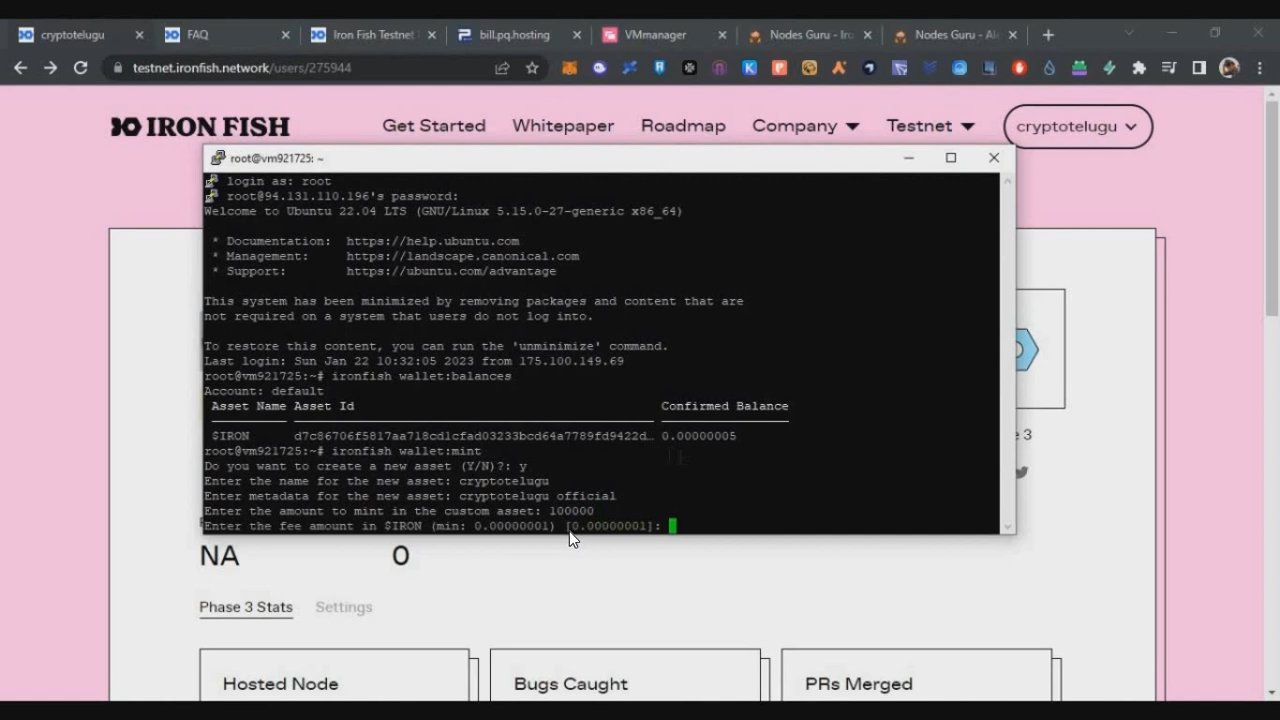 cryptotelugu
FAQ
Iron Fish Testnet
bill.pq.hosting
VMmanager
Nodes Guru - Iro
Nodes Guru - Ale
testnet.ironfish.network/users/275944
IRON FISH
Get Started
Whitepaper
Roadmap
Company
Testnet
cryptotelugu
root@vm921725: ~
login as: root
root@94.131.110.196's password:
Welcome to Ubuntu 22.04 LTS (GNU/Linux 5.15.0-27-generic x86_64)
* Documentation: https://help.ubuntu.com
* Management: https://landscape.canonical.com
* Support: https://ubuntu.com/advantage
This system has been minimized by removing packages and content that are
not required on a system that users do not log into.
To restore this content, you can run the 'unminimize' command.
Last login: Sun Jan 22 10:32:05 2023 from 175.100.149.69
root@vm921725:~# ironfish wallet:balances
Account: default
Asset Name Asset Id Confirmed Balance
$IRON d7c86706f5817aa718cd1cfad03233bcd64a7789fd9422d… 0.00000005
root@vm921725:~# ironfish wallet:mint
Do you want to create a new asset (Y/N)?: y
Enter the name for the new asset: cryptotelugu
Enter metadata for the new asset: cryptotelugu official
Enter the amount to mint in the custom asset: 100000
Enter the fee amount in $IRON (min: 0.00000001) [0.00000001]:
e 3
NA
0
Phase 3 Stats
Settings
Hosted Node
Bugs Caught
PRs Merged